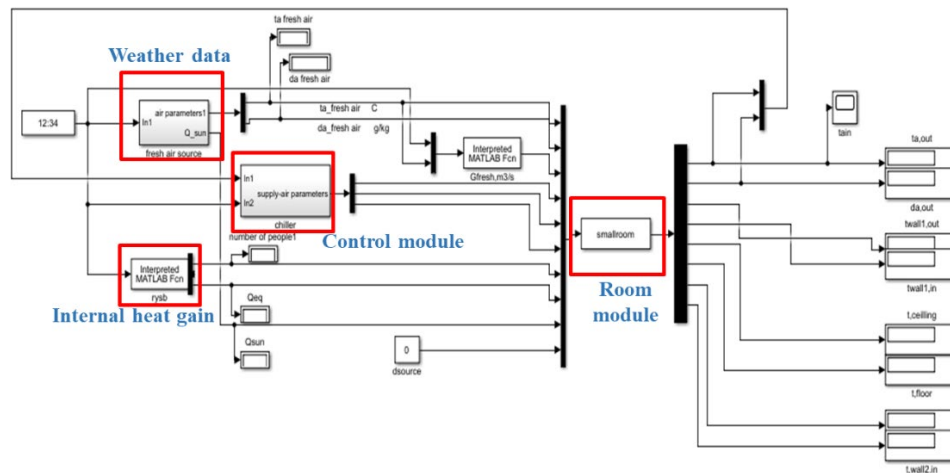 ta fresh air
Weather data
da fresh air
air parameters1
In1
Q_sun
fresh air source
12:34
ta_fresh air C
da_fresh air g/kg
Interpreted
MATLAB Fcn
Gfresh,m3/s
In1
supply-air parameters
In2
chiller
number of people1
Control module
Interpreted
MATLAB Fcn
rysb
Internal heat gain
Qeq
Qsun
0
dsource
smallroom
Room
module
tain
ta,out
da,out
twall1,out
twall1,in
t,ceilling
t,floor
t,wall2,in